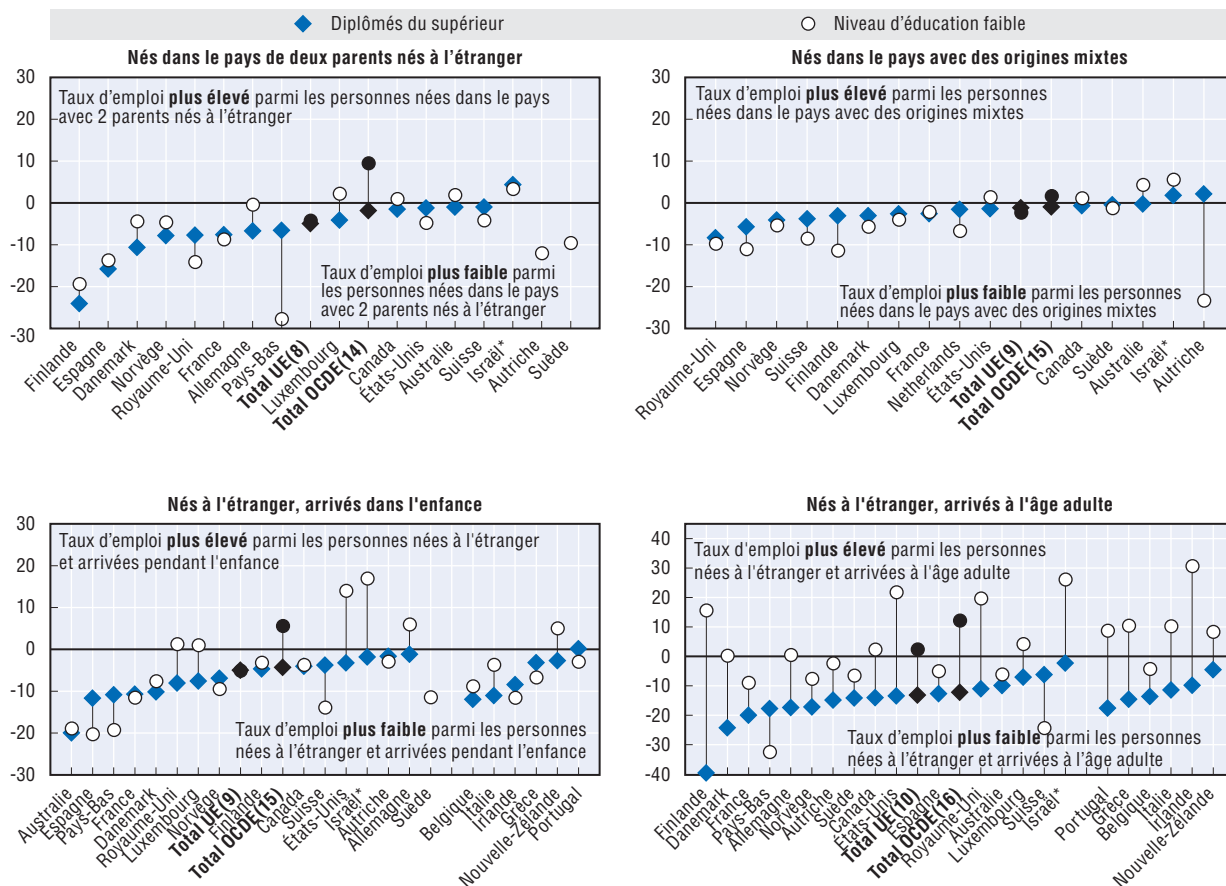 Diplômés du supérieur
Niveau d'éducation faible
Nés dans le pays de deux parents nés à l'étranger
30
20
10
0
-10
-20
-30
Taux d'emploi plus élevé parmi les personnes nées dans le pays
avec 2 parents nés à l'étranger
Taux d'emploi plus faible parmi
les personnes nées dans le pays
avec 2 parents nés à l'étranger
Finlande
Espagne
Danemark
Norvège
Royaume-Uni
France
Allemagne
Pays-Bas
Total UE(8)
Luxembourg
Total OCDE(14)
Canada
États-Unis
Australie
Suisse
Israël*
Autriche
Suède
Nés dans le pays avec des origines mixtes
30
20
10
0
-10
-20
-30
Taux d'emploi plus élevé parmi les personnes
nées dans le pays avec des origines mixtes
Taux d'emploi plus faible parmi les personnes
nées dans le pays avec des origines mixtes
Royaume-Uni
Espagne
Norvège
Suisse
Finlande
Danemark
Luxembourg
France
Netherlands
États-Unis
Total UE(9)
Total OCDE(15)
Canada
Suède
Australie
Israël*
Autriche
Nés à l'étranger, arrivés dans l'enfance
30
20
10
0
-10
-20
-30
Taux d'emploi plus élevé parmi les personnes nées à l'étranger
et arrivées pendant l'enfance
Taux d'emploi plus faible parmi les personnes
nées à l'étranger et arrivées pendant l'enfance
Australie
Espagne
Pays-Bas
France
Danemark
Royaume-Uni
Luxembourg
Norvège
Total UE(9)
Finlande
Total OCDE(15)
Canada
Suisse
États-Unis
Israël*
Autriche
Allemagne
Suède
Belgique
Italie
Irlande
Grèce
Nouvelle-Zélande
Portugal
Nés à l'étranger, arrivés à l'âge adulte
40
30
20
10
0
-10
-20
-30
-40
Taux d'emploi plus élevé parmi les personnes
nées à l'étranger et arrivées à l'âge adulte
Taux d'emploi plus faible parmi les personnes
nées à l'étranger et arrivées à l'âge adulte
Finlande
Danemark
France
Pays-Bas
Allemagne
Norvège
Autriche
Suède
Canada
États-Unis
Total UE(10)
Espagne
Total OCDE(16)
Royaume-Uni
Australie
Luxembourg
Suisse
Israël*
Portugal
Grèce
Belgique
Italie
Irlande
Nouvelle-Zélande